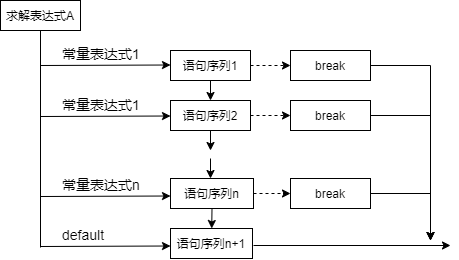 求解表达式A
常量表达式1
语句序列1
break
常量表达式1
语句序列2
break
常量表达式n
语句序列n
break
default
语句序列n+1